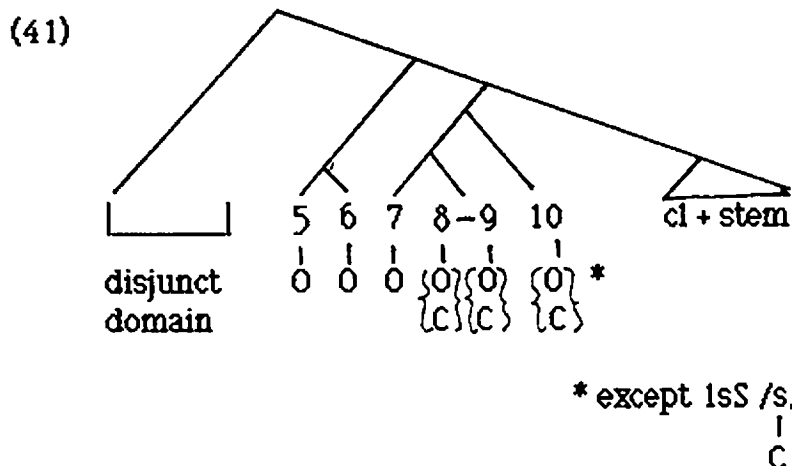 (41)
5 6 7 8-9 10 cl + stem
disjunct O O O {O} {O} {O} *
domain {C} {C} {C}
* except 1sS /s.
C